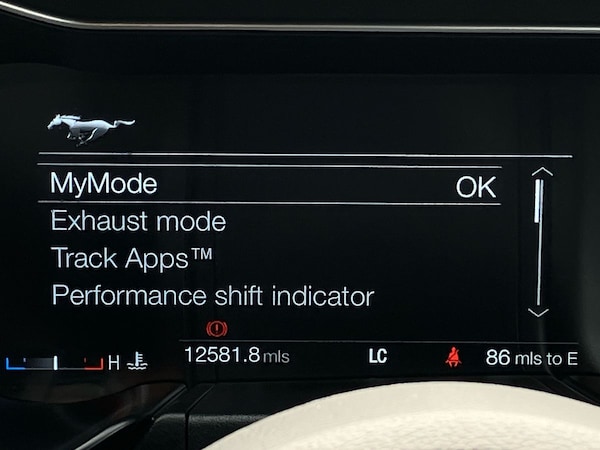 MyMode OK
Exhaust mode
Track Apps™
Performance shift indicator
H 12581.8 mls LC 86 mls to E